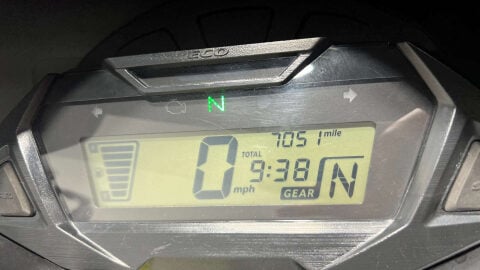 ECO
N
7051 mile
TOTAL
9:38
0 mph
GEAR N